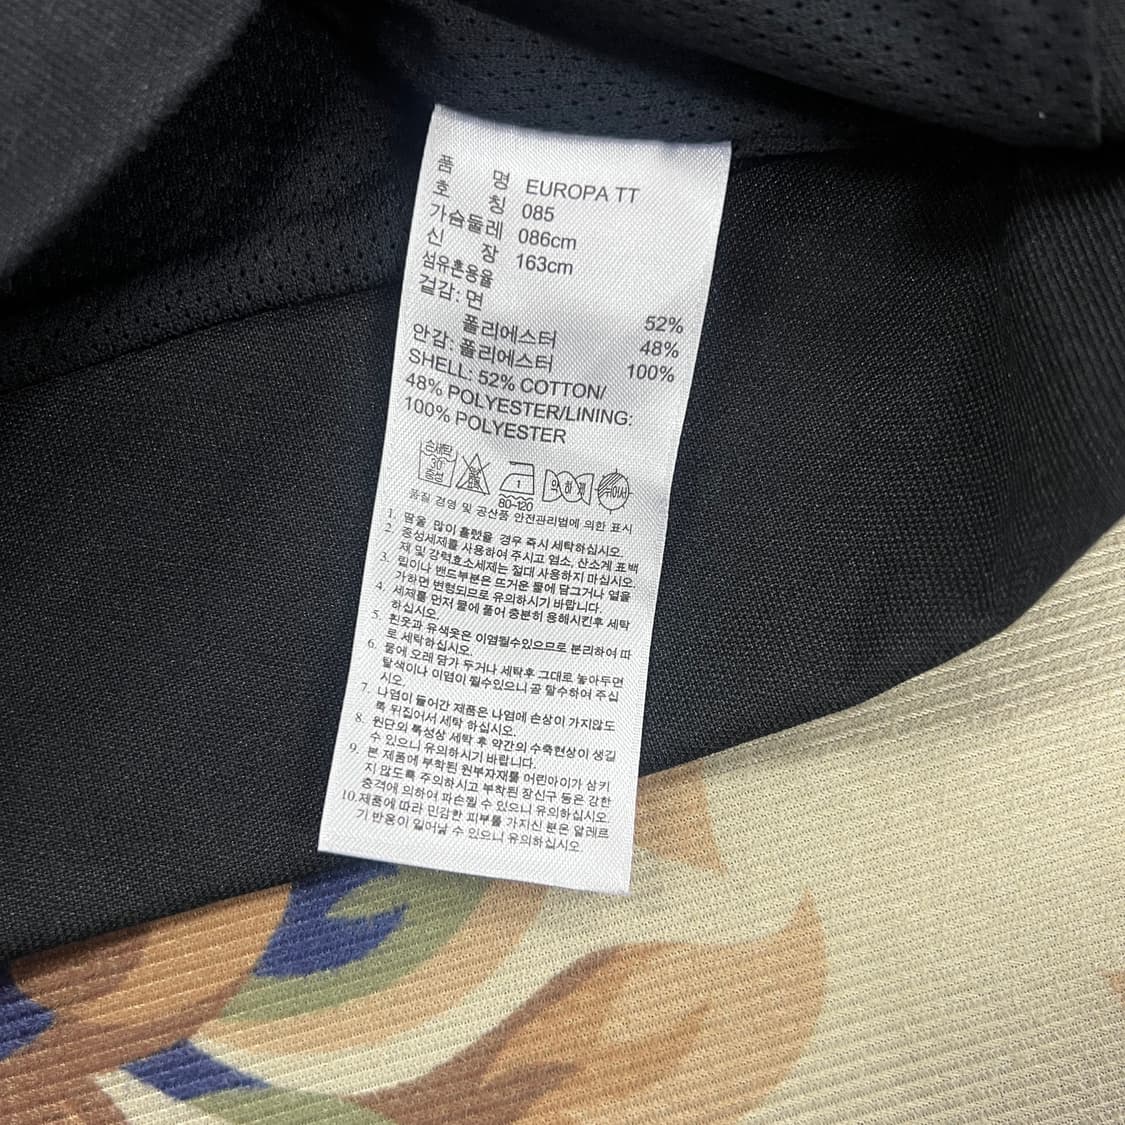 품 명 EUROPA TT
호 칭 085
가슴둘레 086cm
신 장 163cm
섬유혼용율
겉감: 면 52%
폴리에스터 48%
안감: 폴리에스터 100%
SHELL: 52% COTTON/
48% POLYESTER/LINING:
100% POLYESTER
손세탁 30° 중성 1 80~120 약하게 뉘어서
품질 경영 및 공산품 안전관리법에 의한 표시
1. 땀을 많이 흘렸을 경우 즉시 세탁하십시오.
2. 중성세제를 사용하여 주시고 염소, 산소계 표백
제 및 강력효소세제는 절대 사용하지 마십시오.
3. 립이나 밴드부분은 뜨거운 물에 담그거나 열을
가하면 변형되므로 유의하시기 바랍니다.
4. 세제를 먼저 물에 풀어 충분히 용해시킨후 세탁
하십시오.
5. 흰옷과 유색옷은 이염될수있으므로 분리하여 따
로 세탁하십시오.
6. 물에 오래 담가 두거나 세탁후 그대로 놓아두면
탈색이나 이염이 될수있으니 곧 탈수하여 주십
시오.
7. 나염이 들어간 제품은 나염에 손상이 가지않도
록 뒤집어서 세탁 하십시오.
8. 원단의 특성상 세탁 후 약간의 수축현상이 생길
수 있으니 유의하시기 바랍니다.
9. 본 제품에 부착된 원부자재를 어린아이가 삼키
지 않도록 주의하시고 부착된 장신구 등은 강한
충격에 의하여 파손될 수 있으니 유의하십시오.
10.제품에 따라 민감한 피부를 가지신 분은 알레르
기 반응이 일어날 수 있으니 유의하십시오.